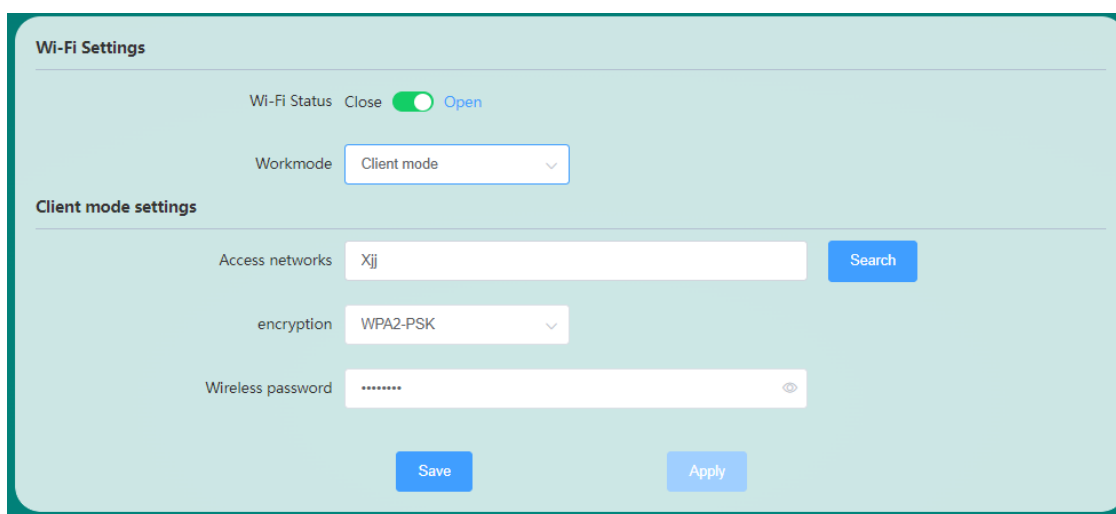 Wi-Fi Settings
Wi-Fi Status Close Open
Workmode Client mode
Client mode settings
Access networks Xjj Search
encryption WPA2-PSK
Wireless password ••••••••
Save Apply